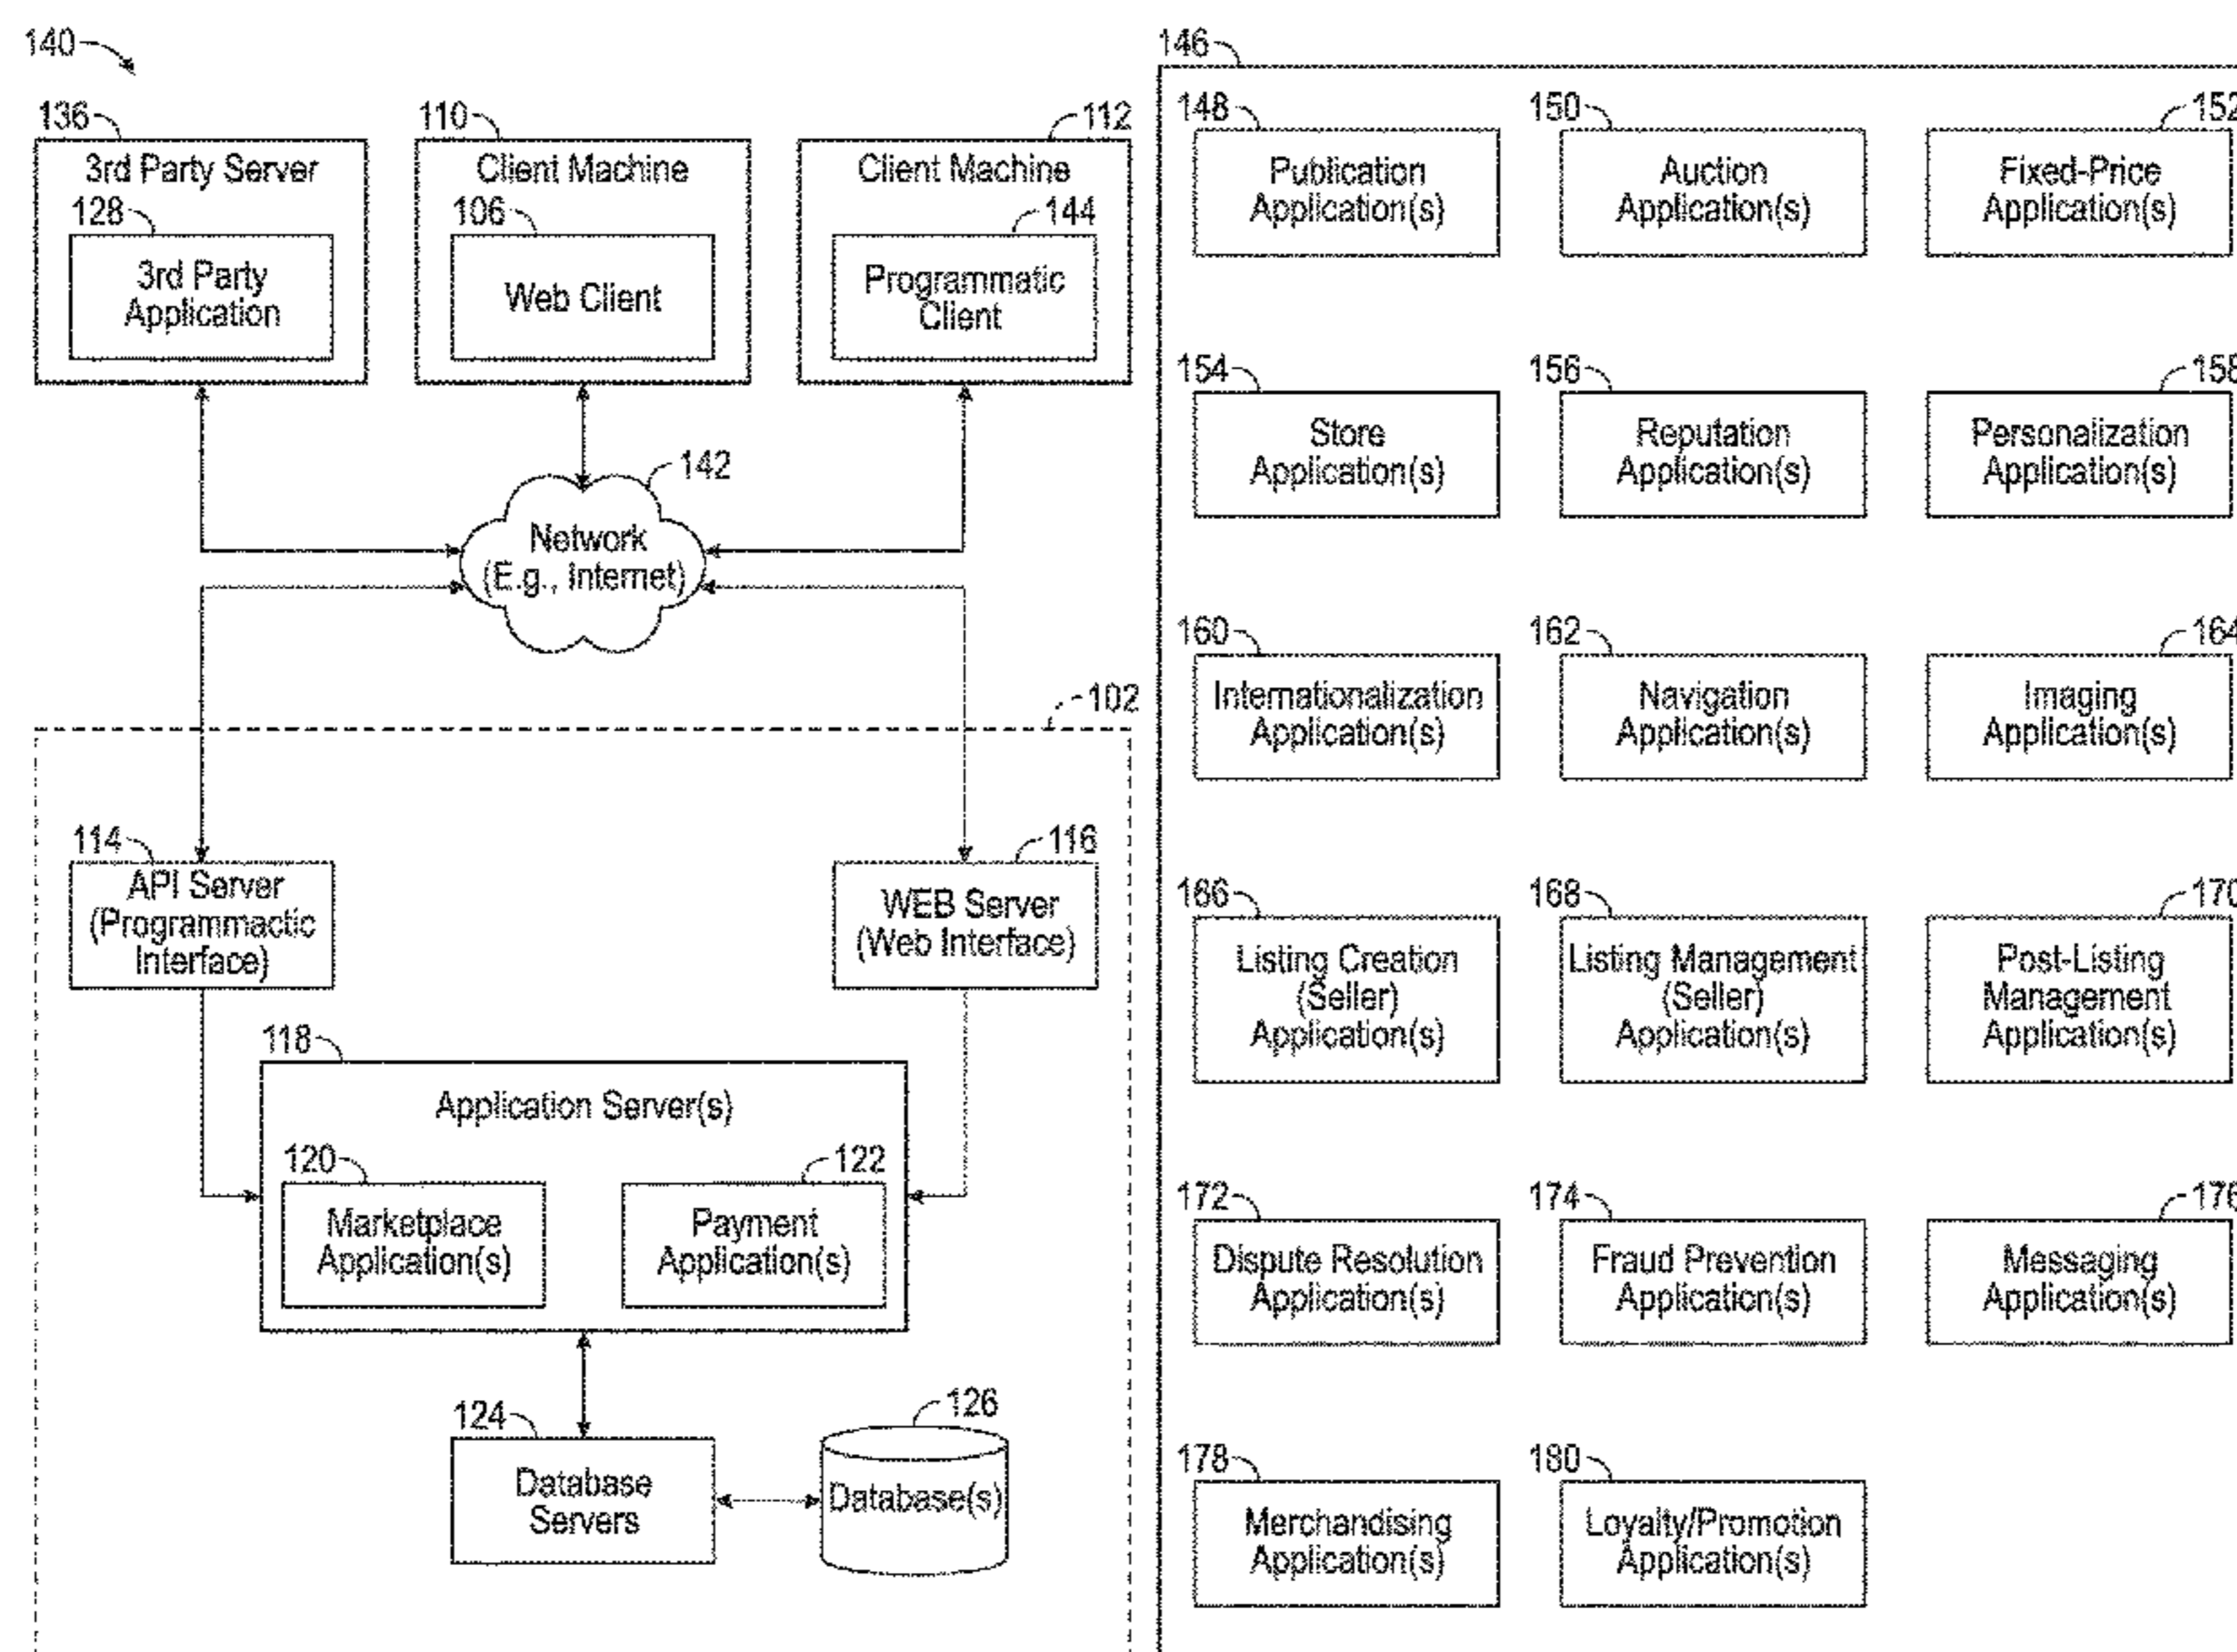 140
136
3rd Party Server
128
3rd Party
Application
110
Client Machine
106
Web Client
112
Client Machine
144
Programmatic
Client
142
Network
(E.g., Internet)
102
114
API Server
(Programmactic
Interface)
116
WEB Server
(Web Interface)
118
Application Server(s)
120
Marketplace
Application(s)
122
Payment
Application(s)
124
Database
Servers
126
Database(s)
146
148
Publication
Application(s)
150
Auction
Application(s)
152
Fixed-Price
Application(s)
154
Store
Application(s)
156
Reputation
Application(s)
158
Personalization
Application(s)
160
Internationalization
Application(s)
162
Navigation
Application(s)
164
Imaging
Application(s)
166
Listing Creation
(Seller)
Application(s)
168
Listing Management
(Seller)
Application(s)
170
Post-Listing
Management
Application(s)
172
Dispute Resolution
Application(s)
174
Fraud Prevention
Application(s)
176
Messaging
Application(s)
178
Merchandising
Application(s)
180
Loyalty/Promotion
Application(s)